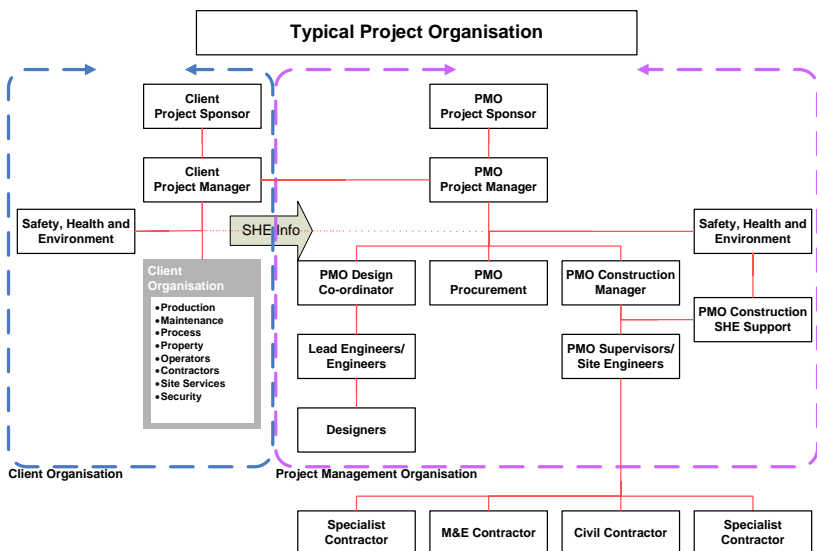 Typical Project Organisation
Client
Project Sponsor
PMO
Project Sponsor
Client
Project Manager
PMO
Project Manager
Safety, Health and
Environment
SHE Info
Safety, Health and
Environment
Client
Organisation
•Production
•Maintenance
•Process
•Property
•Operators
•Contractors
•Site Services
•Security
PMO Design
Co-ordinator
PMO
Procurement
PMO Construction
Manager
PMO Construction
SHE Support
Lead Engineers/
Engineers
PMO Supervisors/
Site Engineers
Designers
Client Organisation
Project Management Organisation
Specialist
Contractor
M&E Contractor
Civil Contractor
Specialist
Contractor